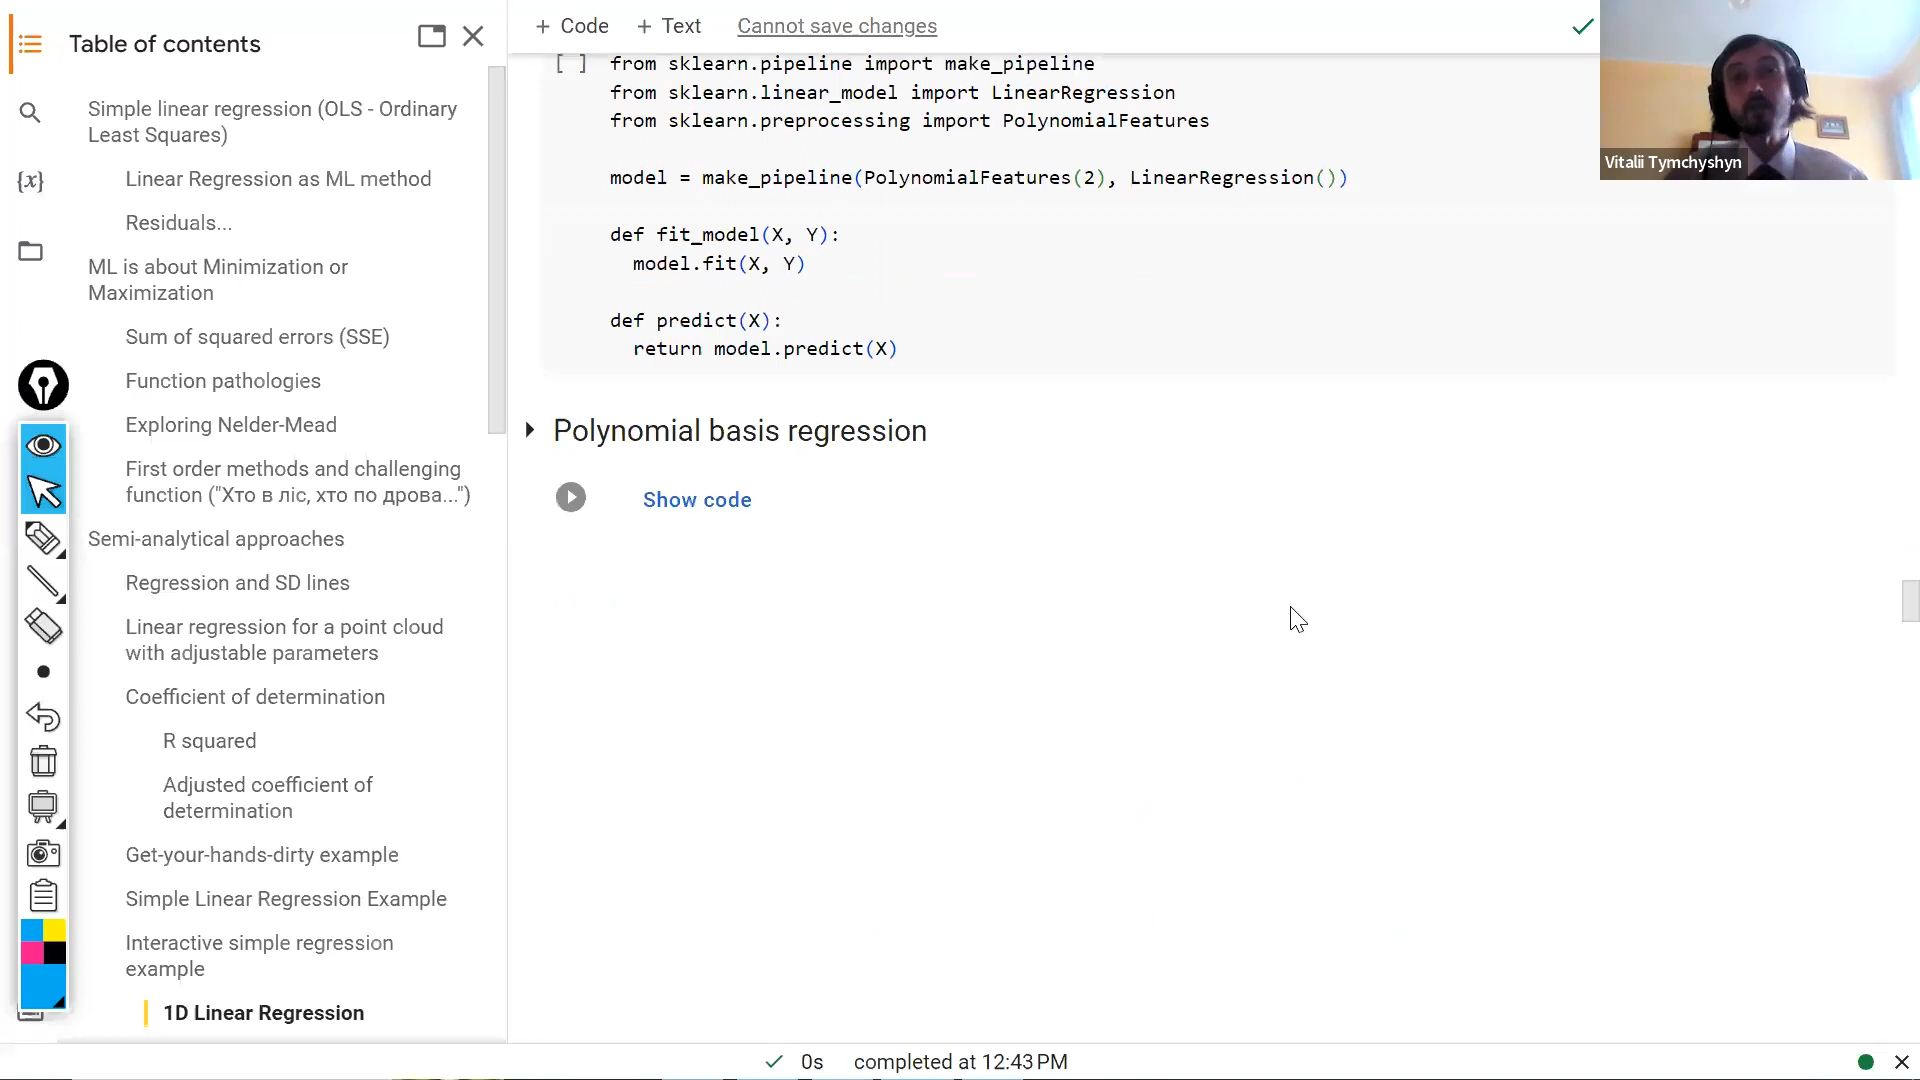 Table of contents
Simple linear regression (OLS - Ordinary
Least Squares)
Linear Regression as ML method
Residuals...
ML is about Minimization or
Maximization
Sum of squared errors (SSE)
Function pathologies
Exploring Nelder-Mead
First order methods and challenging
function ("Хто в ліс, хто по дрова...")
Semi-analytical approaches
Regression and SD lines
Linear regression for a point cloud
with adjustable parameters
Coefficient of determination
R squared
Adjusted coefficient of
determination
Get-your-hands-dirty example
Simple Linear Regression Example
Interactive simple regression
example
1D Linear Regression
{x}
+ Code + Text Cannot save changes
[ ] from sklearn.pipeline import make_pipeline
from sklearn.linear_model import LinearRegression
from sklearn.preprocessing import PolynomialFeatures
model = make_pipeline(PolynomialFeatures(2), LinearRegression())
def fit_model(X, Y):
model.fit(X, Y)
def predict(X):
return model.predict(X)
Polynomial basis regression
Show code
Vitalii Tymchyshyn
0s completed at 12:43 PM